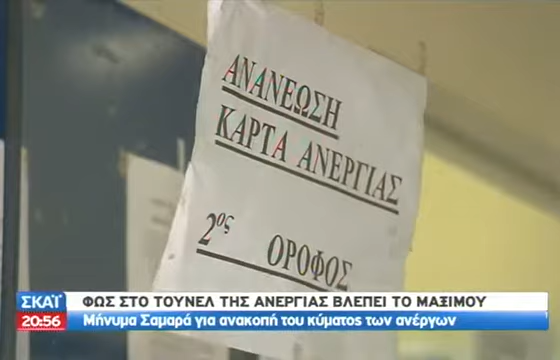 ΑΝΑΝΕΩΣΗ
ΚΑΡΤΑ ΑΝΕΡΓΙΑΣ
2ος ΟΡΟΦΟΣ
ΣΚΑΪ ΦΩΣ ΣΤΟ ΤΟΥΝΕΛ ΤΗΣ ΑΝΕΡΓΙΑΣ ΒΛΕΠΕΙ ΤΟ ΜΑΞΙΜΟΥ
20:56 Μήνυμα Σαμαρά για ανακοπή του κύματος των ανέργων